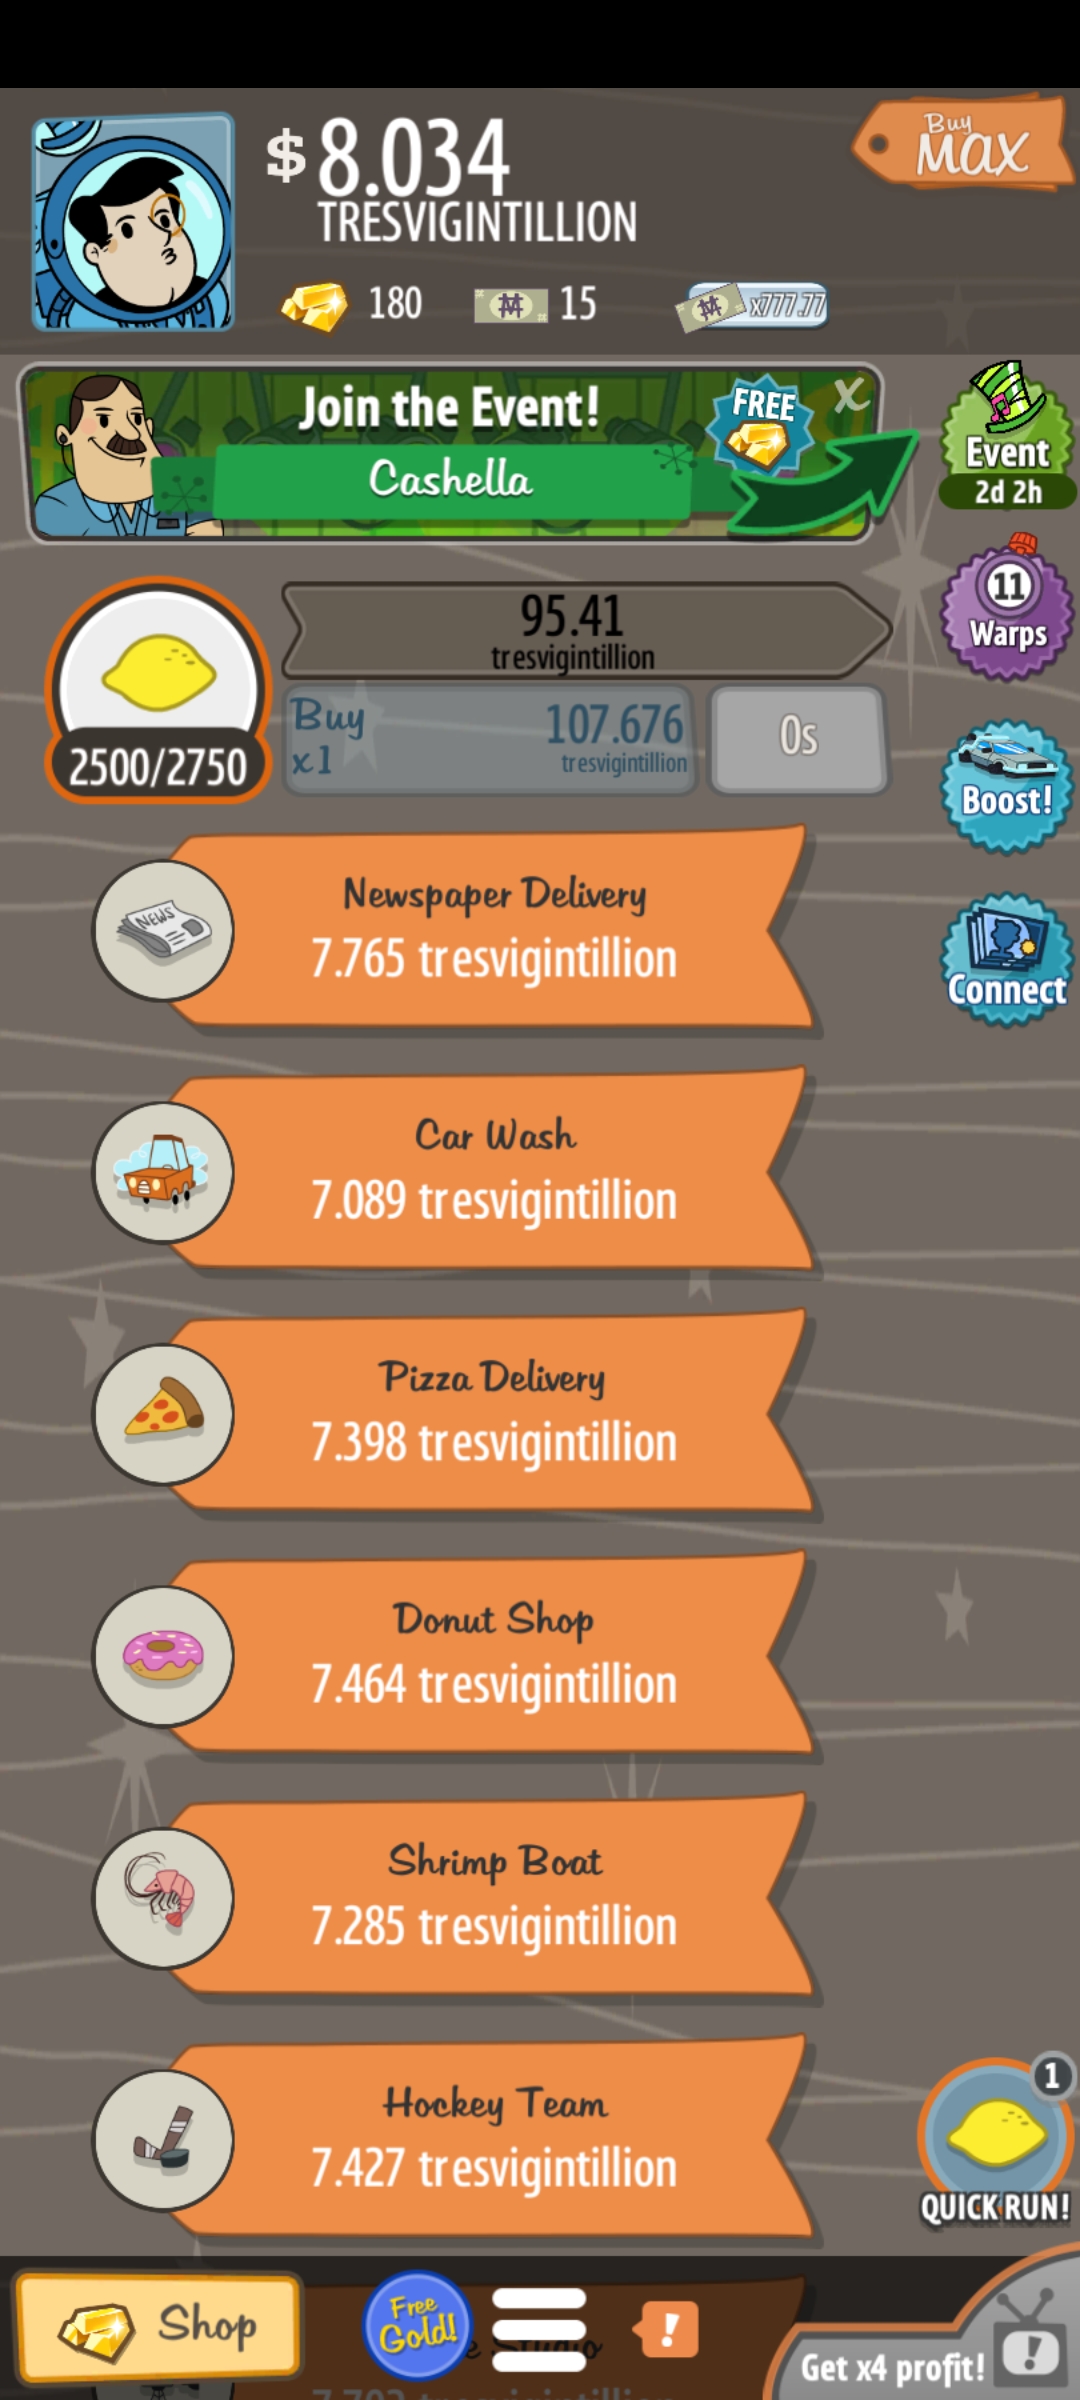 $8.034
TRESVIGINTILLION
Buy
MAX
180
15
x777.77
Join the Event!
Cashella
FREE
X
Event
2d 2h
11
Warps
Boost!
Connect
95.41
tresvigintillion
2500/2750
Buy
x1
107.676
tresvigintillion
0s
Newspaper Delivery
NEWS
7.765 tresvigintillion
Car Wash
7.089 tresvigintillion
Pizza Delivery
7.398 tresvigintillion
Donut Shop
7.464 tresvigintillion
Shrimp Boat
7.285 tresvigintillion
Hockey Team
7.427 tresvigintillion
1
QUICK RUN!
Shop
Free
Gold!
!
Get x4 profit!
!